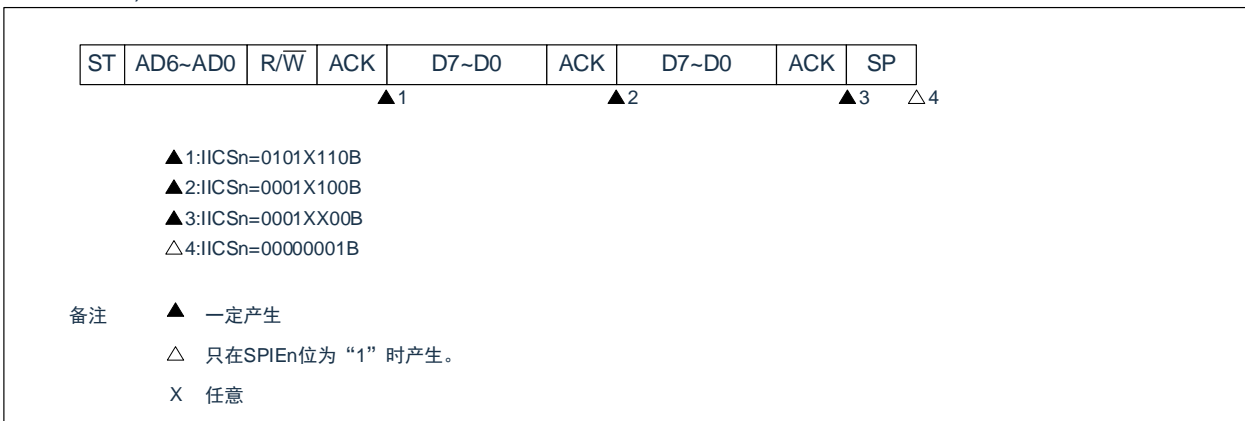 ST AD6~AD0 R/W̅ ACK D7~D0 ACK D7~D0 ACK SP
▲1 ▲2 ▲3 △4
▲1:IICSn=0101X110B
▲2:IICSn=0001X100B
▲3:IICSn=0001XX00B
△4:IICSn=00000001B
备注 ▲ 一定产生
△ 只在SPIEn位为“1”时产生。
X 任意